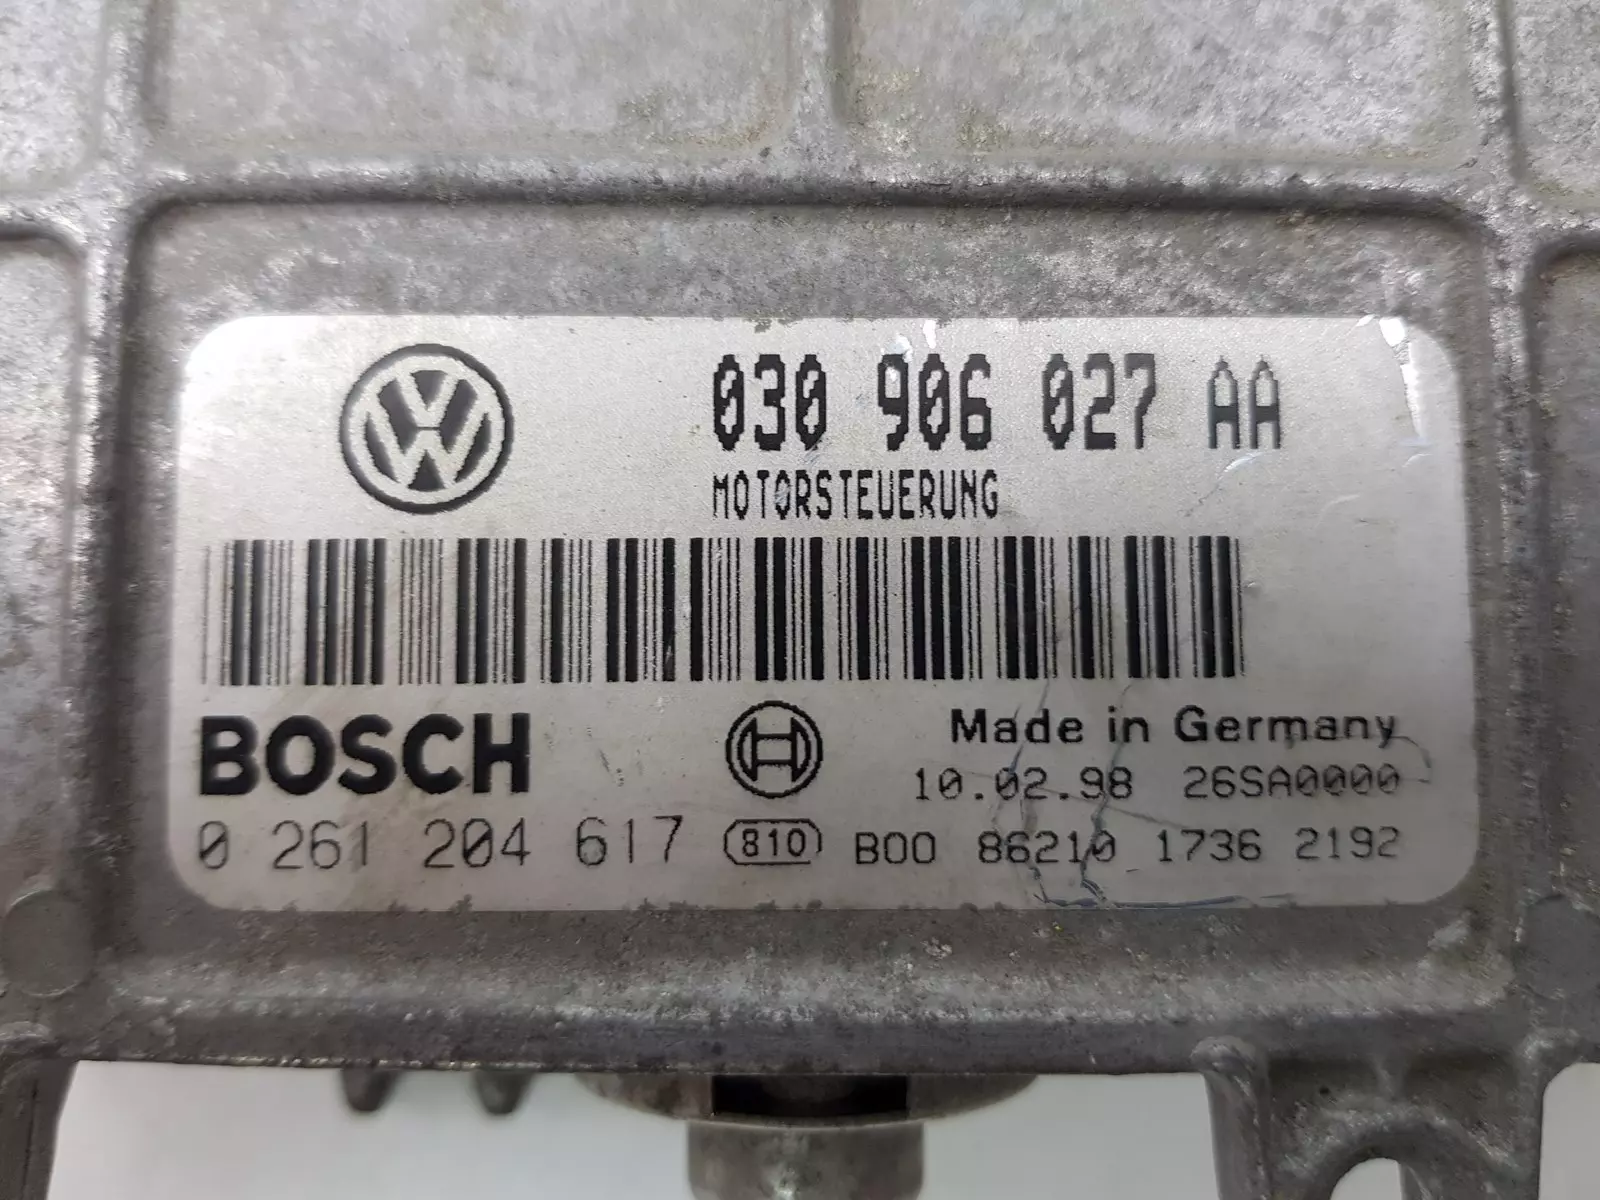 030 906 027 AA
MOTORSTEUERUNG
BOSCH
Made in Germany
10.02.98 26SA0000
0 261 204 617 810 B00 86210 1736 2192